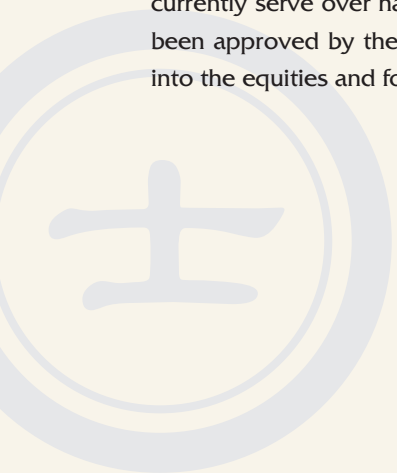 currently serve over ha
been approved by the
into the equities and fo
士